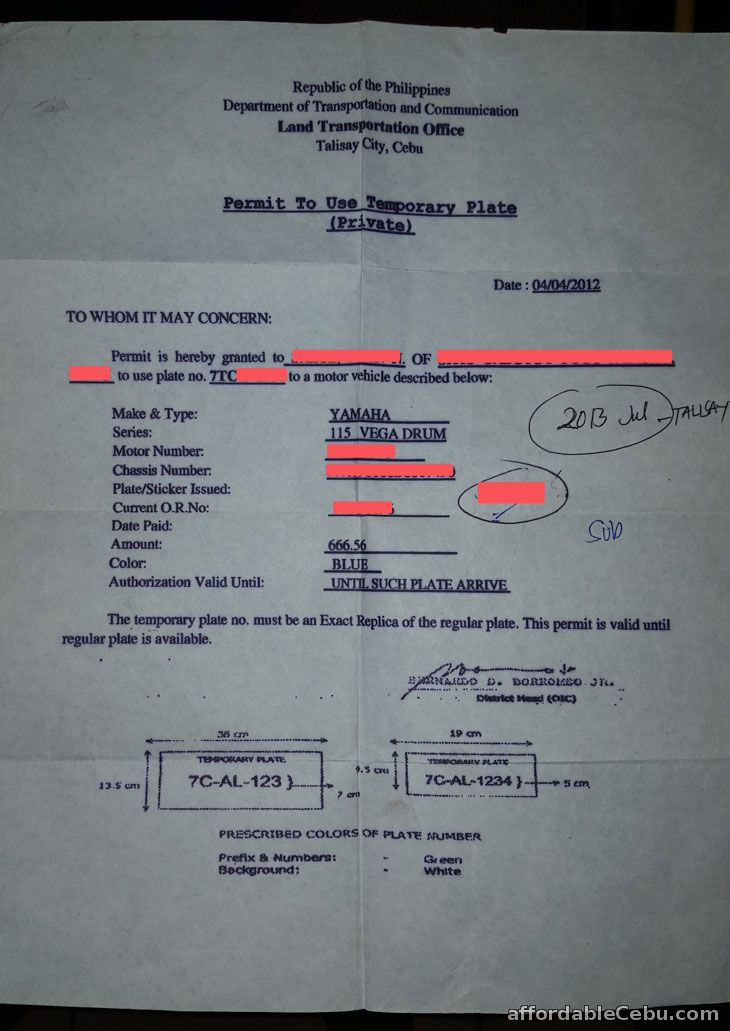 Republic of the Philippines
Department of Transportation and Communication
Land Transportation Office
Talisay City, Cebu
Permit To Use Temporary Plate
(Private)
Date : 04/04/2012
TO WHOM IT MAY CONCERN:
Permit is hereby granted to OF
to use plate no. 7TC to a motor vehicle described below:
Make & Type: YAMAHA
Series: 115 VEGA DRUM
2013 Jul - TALISAY
Motor Number:
Chassis Number:
Plate/Sticker Issued:
Current O.R.No:
Date Paid:
Amount: 666.56
Color: BLUE
Authorization Valid Until: UNTIL SUCH PLATE ARRIVE
The temporary plate no. must be an Exact Replica of the regular plate. This permit is valid until
regular plate is available.
BERNARDO D. BORROMEO JR.
District Head (OIC)
38 cm
19 cm
TEMPORARY PLATE
TEMPORARY PLATE
13.5 cm
7C-AL-123 }
7 cm
9.5 cm
7C-AL-1234 }
5 cm
PRESCRIBED COLORS OF PLATE NUMBER
Prefix & Numbers: - Green
Background: - White
affordableCebu.com